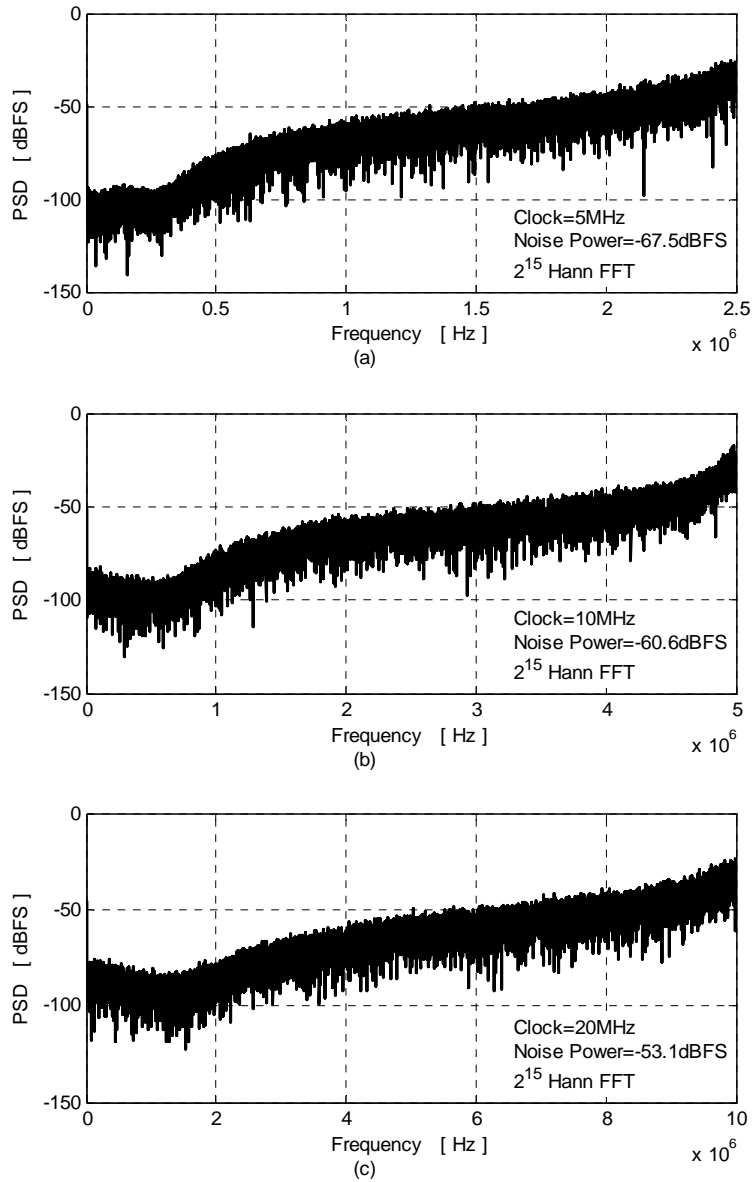 0
-50
-100
-150
PSD [ dBFS ]
Clock=5MHz
Noise Power=-67.5dBFS
2^15 Hann FFT
0 0.5 1 1.5 2 2.5
Frequency [ Hz ]
x 10^6
(a)
0
-50
-100
-150
PSD [ dBFS ]
Clock=10MHz
Noise Power=-60.6dBFS
2^15 Hann FFT
0 1 2 3 4 5
Frequency [ Hz ]
x 10^6
(b)
0
-50
-100
-150
PSD [ dBFS ]
Clock=20MHz
Noise Power=-53.1dBFS
2^15 Hann FFT
0 2 4 6 8 10
Frequency [ Hz ]
x 10^6
(c)